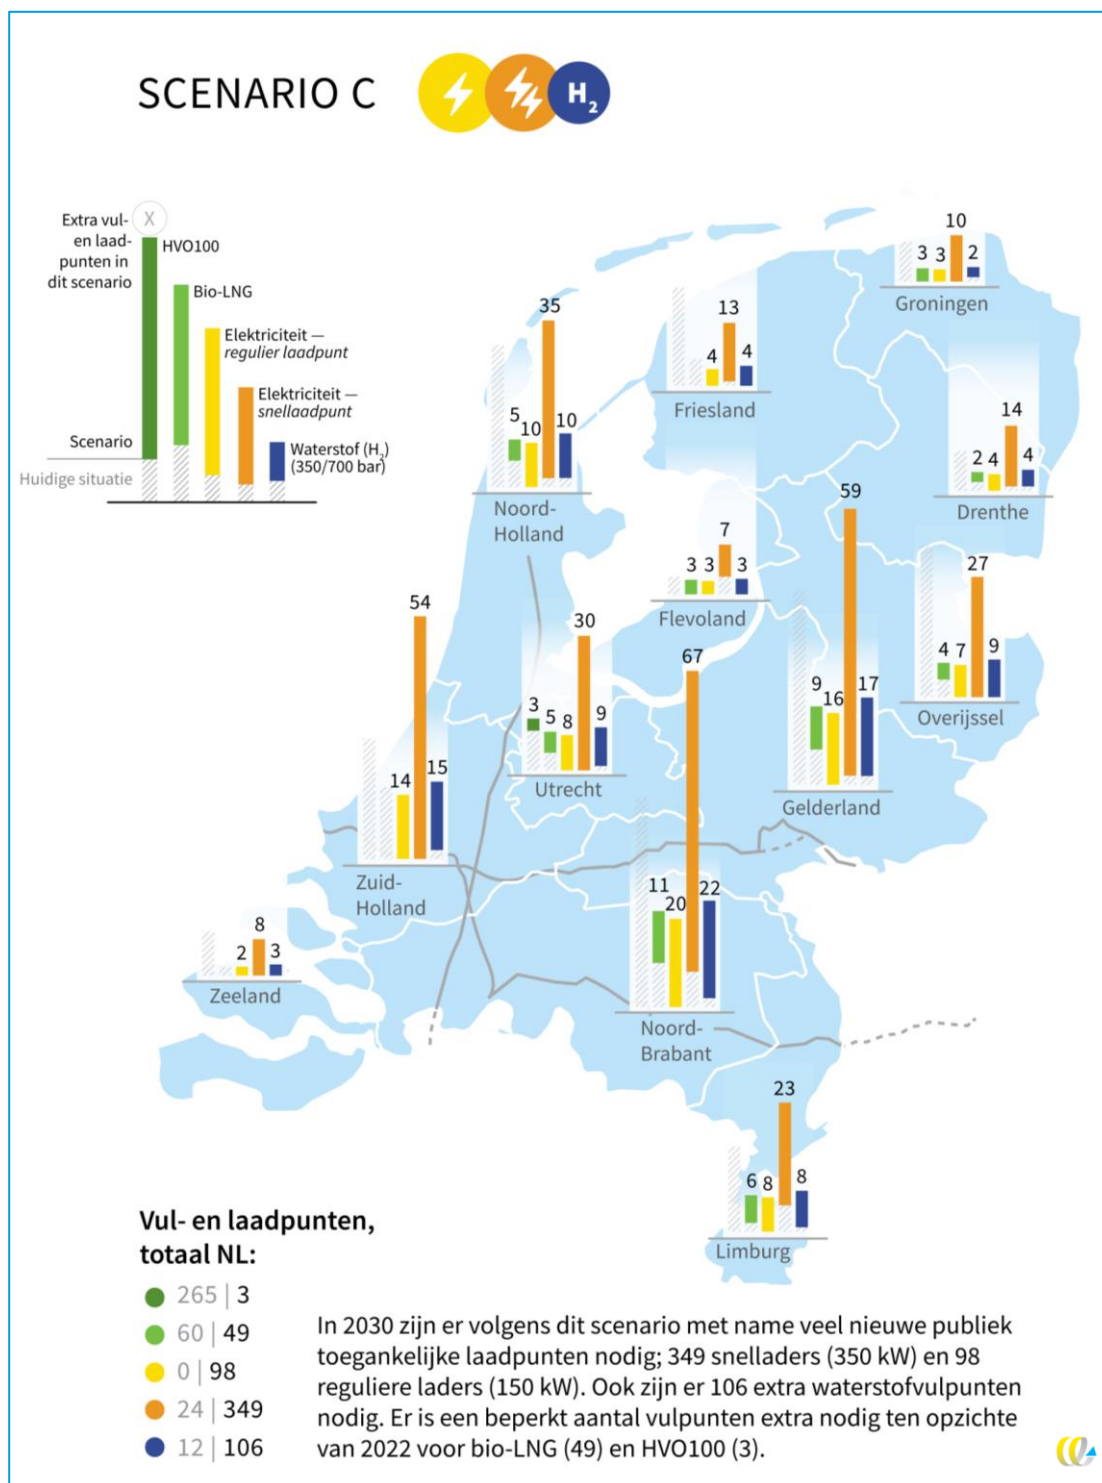 SCENARIO C
H2
Extra vul-
en laad-
punten in
dit scenario
X
HVO100
Bio-LNG
Elektriciteit —
regulier laadpunt
Elektriciteit —
snellaadpunt
Waterstof (H2)
(350/700 bar)
Scenario
Huidige situatie
3 3 10 2
Groningen
4 13 4
Friesland
5 10 35 10
Noord-
Holland
2 4 14 4
Drenthe
3 3 7 3
Flevoland
4 7 27 9
Overijssel
9 16 59 17
Gelderland
3 5 8 30 9
Utrecht
14 54 15
Zuid-
Holland
11 20 67 22
Noord-
Brabant
2 8 3
Zeeland
6 8 23 8
Limburg
Vul- en laadpunten,
totaal NL:
265 | 3
60 | 49
0 | 98
24 | 349
12 | 106
In 2030 zijn er volgens dit scenario met name veel nieuwe publiek
toegankelijke laadpunten nodig; 349 snelladers (350 kW) en 98
reguliere laders (150 kW). Ook zijn er 106 extra waterstofvulpunten
nodig. Er is een beperkt aantal vulpunten extra nodig ten opzichte
van 2022 voor bio-LNG (49) en HVO100 (3).